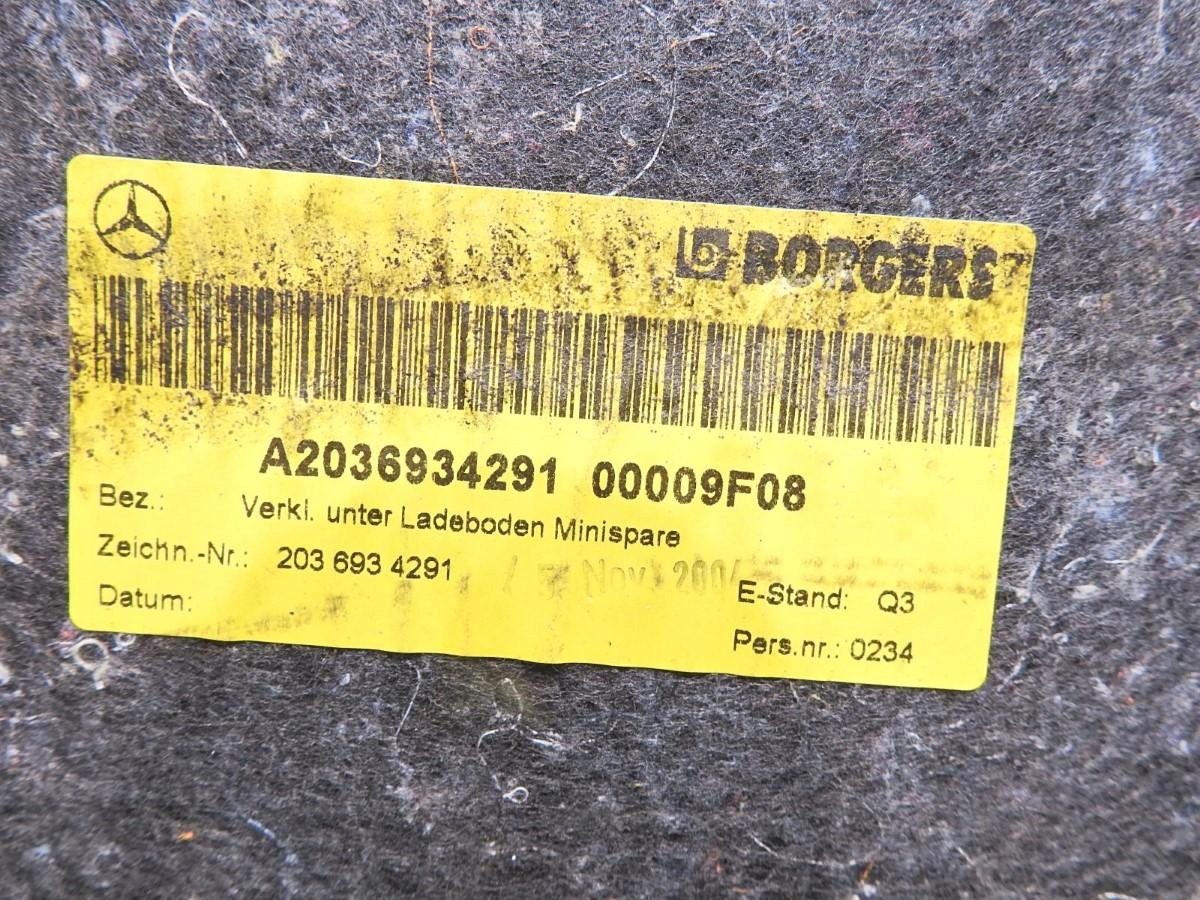 BORGERS
A2036934291 00009F08
Bez.: Verkl. unter Ladeboden Minispare
Zeichn.-Nr.: 203 693 4291
Nov
Datum:
E-Stand: Q3
Pers.nr.: 0234